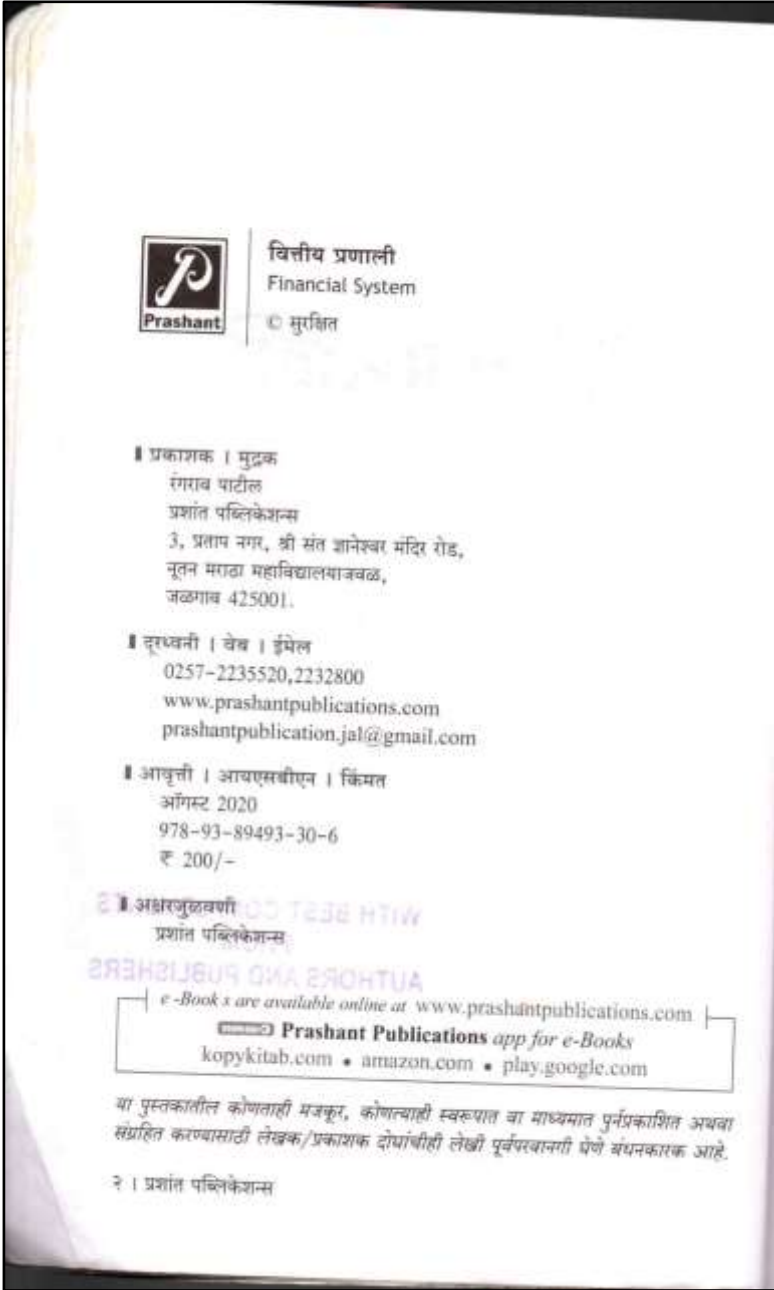 Prashant
वित्तीय प्रणाली
Financial System
© सुरक्षित
प्रकाशक । मुद्रक
रंगराव पाटील
प्रशांत पब्लिकेशन्स
3, प्रताप नगर, श्री संत ज्ञानेश्वर मंदिर रोड,
नूतन मराठा महाविद्यालयाजवळ,
जळगाव 425001.
दूरध्वनी । वेब । ईमेल
0257-2235520,2232800
www.prashantpublications.com
prashantpublication.jal@gmail.com
आवृत्ती । आयएसबीएन । किंमत
ऑगस्ट 2020
978-93-89493-30-6
₹ 200/-
अक्षरजुळवणी
प्रशांत पब्लिकेशन्स
WITH BEST
AUTHORS AND PUBLISHERS
e-Book s are available online at www.prashantpublications.com
Prashant Publications app for e-Books
kopykitab.com • amazon.com • play.google.com
या पुस्तकातील कोणताही मजकूर, कोणत्याही स्वरूपात वा माध्यमात पुर्नप्रकाशित अथवा
संग्रहित करण्यासाठी लेखक/प्रकाशक दोघांचीही लेखी पूर्वपरवानगी घेणे बंधनकारक आहे.
२ । प्रशांत पब्लिकेशन्स